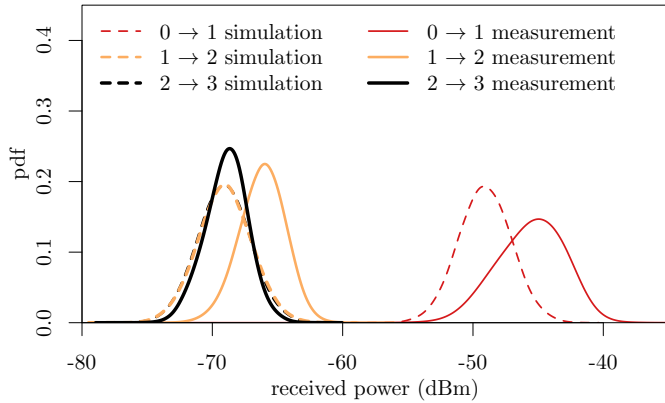 0 → 1 simulation 0 → 1 measurement
1 → 2 simulation 1 → 2 measurement
2 → 3 simulation 2 → 3 measurement
0.4
0.3
0.2
0.1
0.0
pdf
-80 -70 -60 -50 -40
received power (dBm)